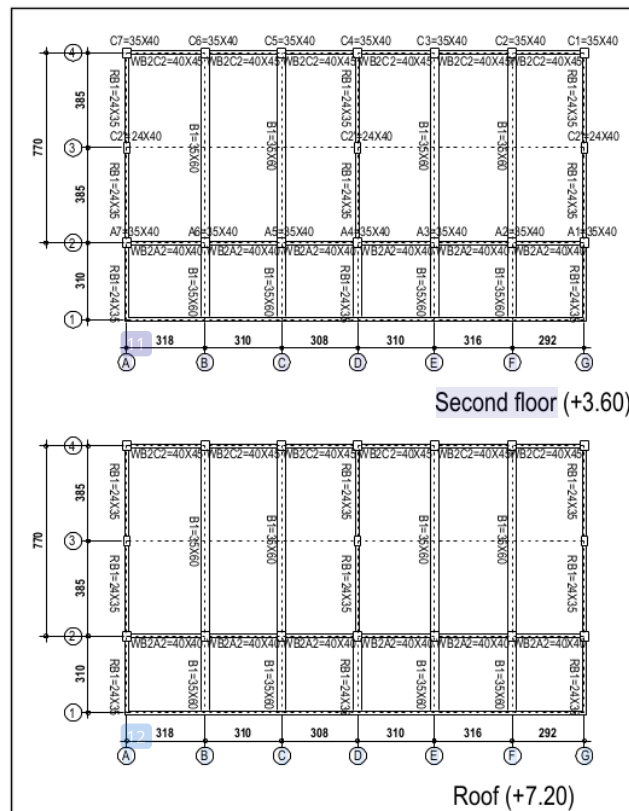 C7=35X40 C6=35X40 C5=35X40 C4=35X40 C3=35X40 C2=35X40 C1=35X40
4
WB2C2=40X45 WB2C2=40X45 WB2C2=40X45 WB2C2=40X45 WB2C2=40X45 WB2C2=40X45
RB1=24X35 RB1=24X35 RB1=24X35
385
B1=35X60 B1=35X60 B1=35X60 B1=35X60
770
3
C2'=24X40 C2'=24X40 C2'=24X40
385
RB1=24X35 RB1=24X35 RB1=24X35
A7=35X40 A6=35X40 A5=35X40 A4=35X40 A3=35X40 A2=35X40 A1=35X40
2
WB2A2=40X40 WB2A2=40X40 WB2A2=40X40 WB2A2=40X40 WB2A2=40X40 WB2A2=40X40
310
RB1=24X35 B1=35X60 B1=35X60 RB1=24X35 B1=35X60 B1=35X60 RB1=24X35
1
11 318 310 308 310 316 292
A B C D E F G
Second floor (+3.60)
4
WB2C2=40X45 WB2C2=40X45 WB2C2=40X45 WB2C2=40X45 WB2C2=40X45 WB2C2=40X45
RB1=24X35 RB1=24X35 RB1=24X35
385
B1=35X60 B1=35X60 B1=35X60 B1=35X60
770
3
385
RB1=24X35 RB1=24X35 RB1=24X35
2
WB2A2=40X40 WB2A2=40X40 WB2A2=40X40 WB2A2=40X40 WB2A2=40X40 WB2A2=40X40
310
RB1=24X35 B1=35X60 B1=35X60 RB1=24X35 B1=35X60 B1=35X60 RB1=24X35
1
12 318 310 308 310 316 292
A B C D E F G
Roof (+7.20)